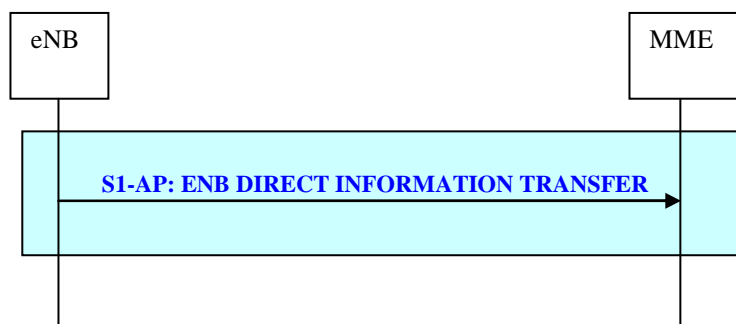 eNB
MME
S1-AP: ENB DIRECT INFORMATION TRANSFER